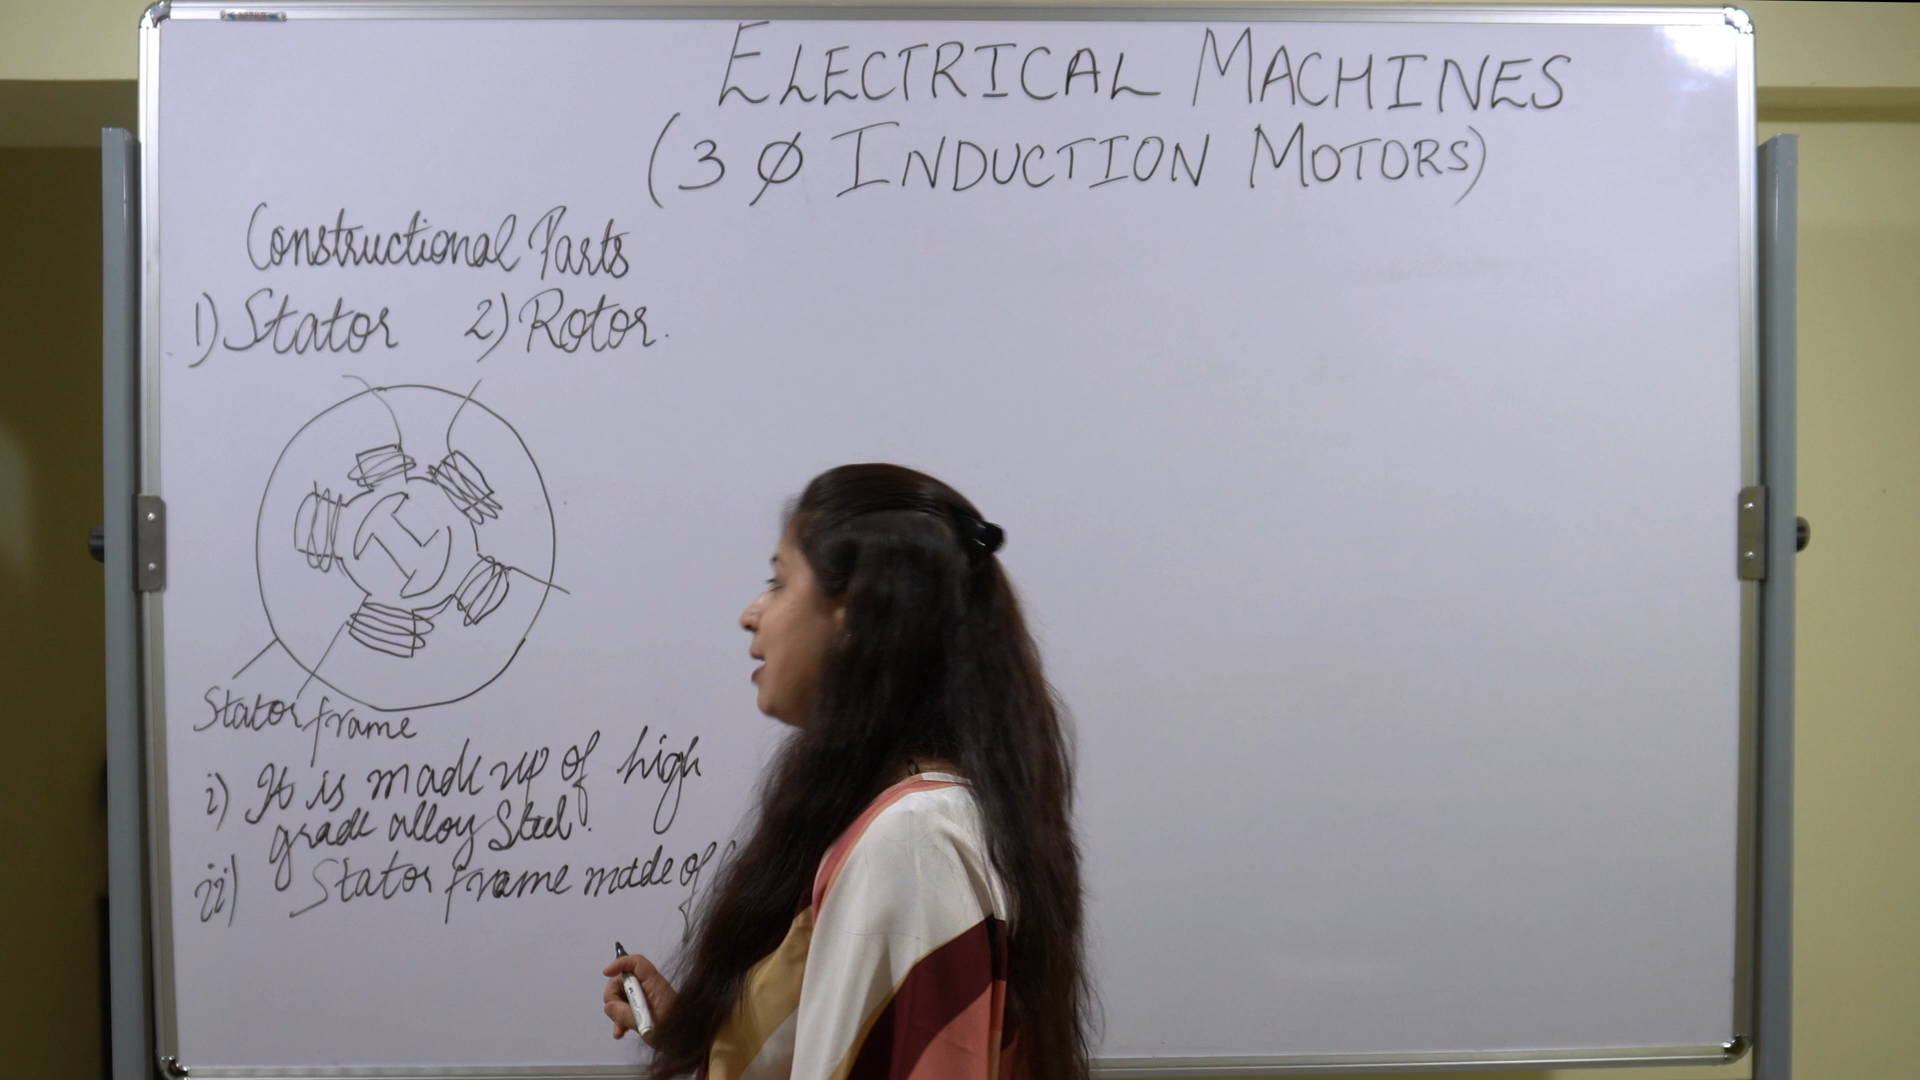 ELECTRICAL MACHINES
(3 Ø INDUCTION MOTORS)
Constructional Parts
1) Stator 2) Rotor.
Stator frame
i) It is made up of high
grade alloy Steel.
ii) Stator frame made of